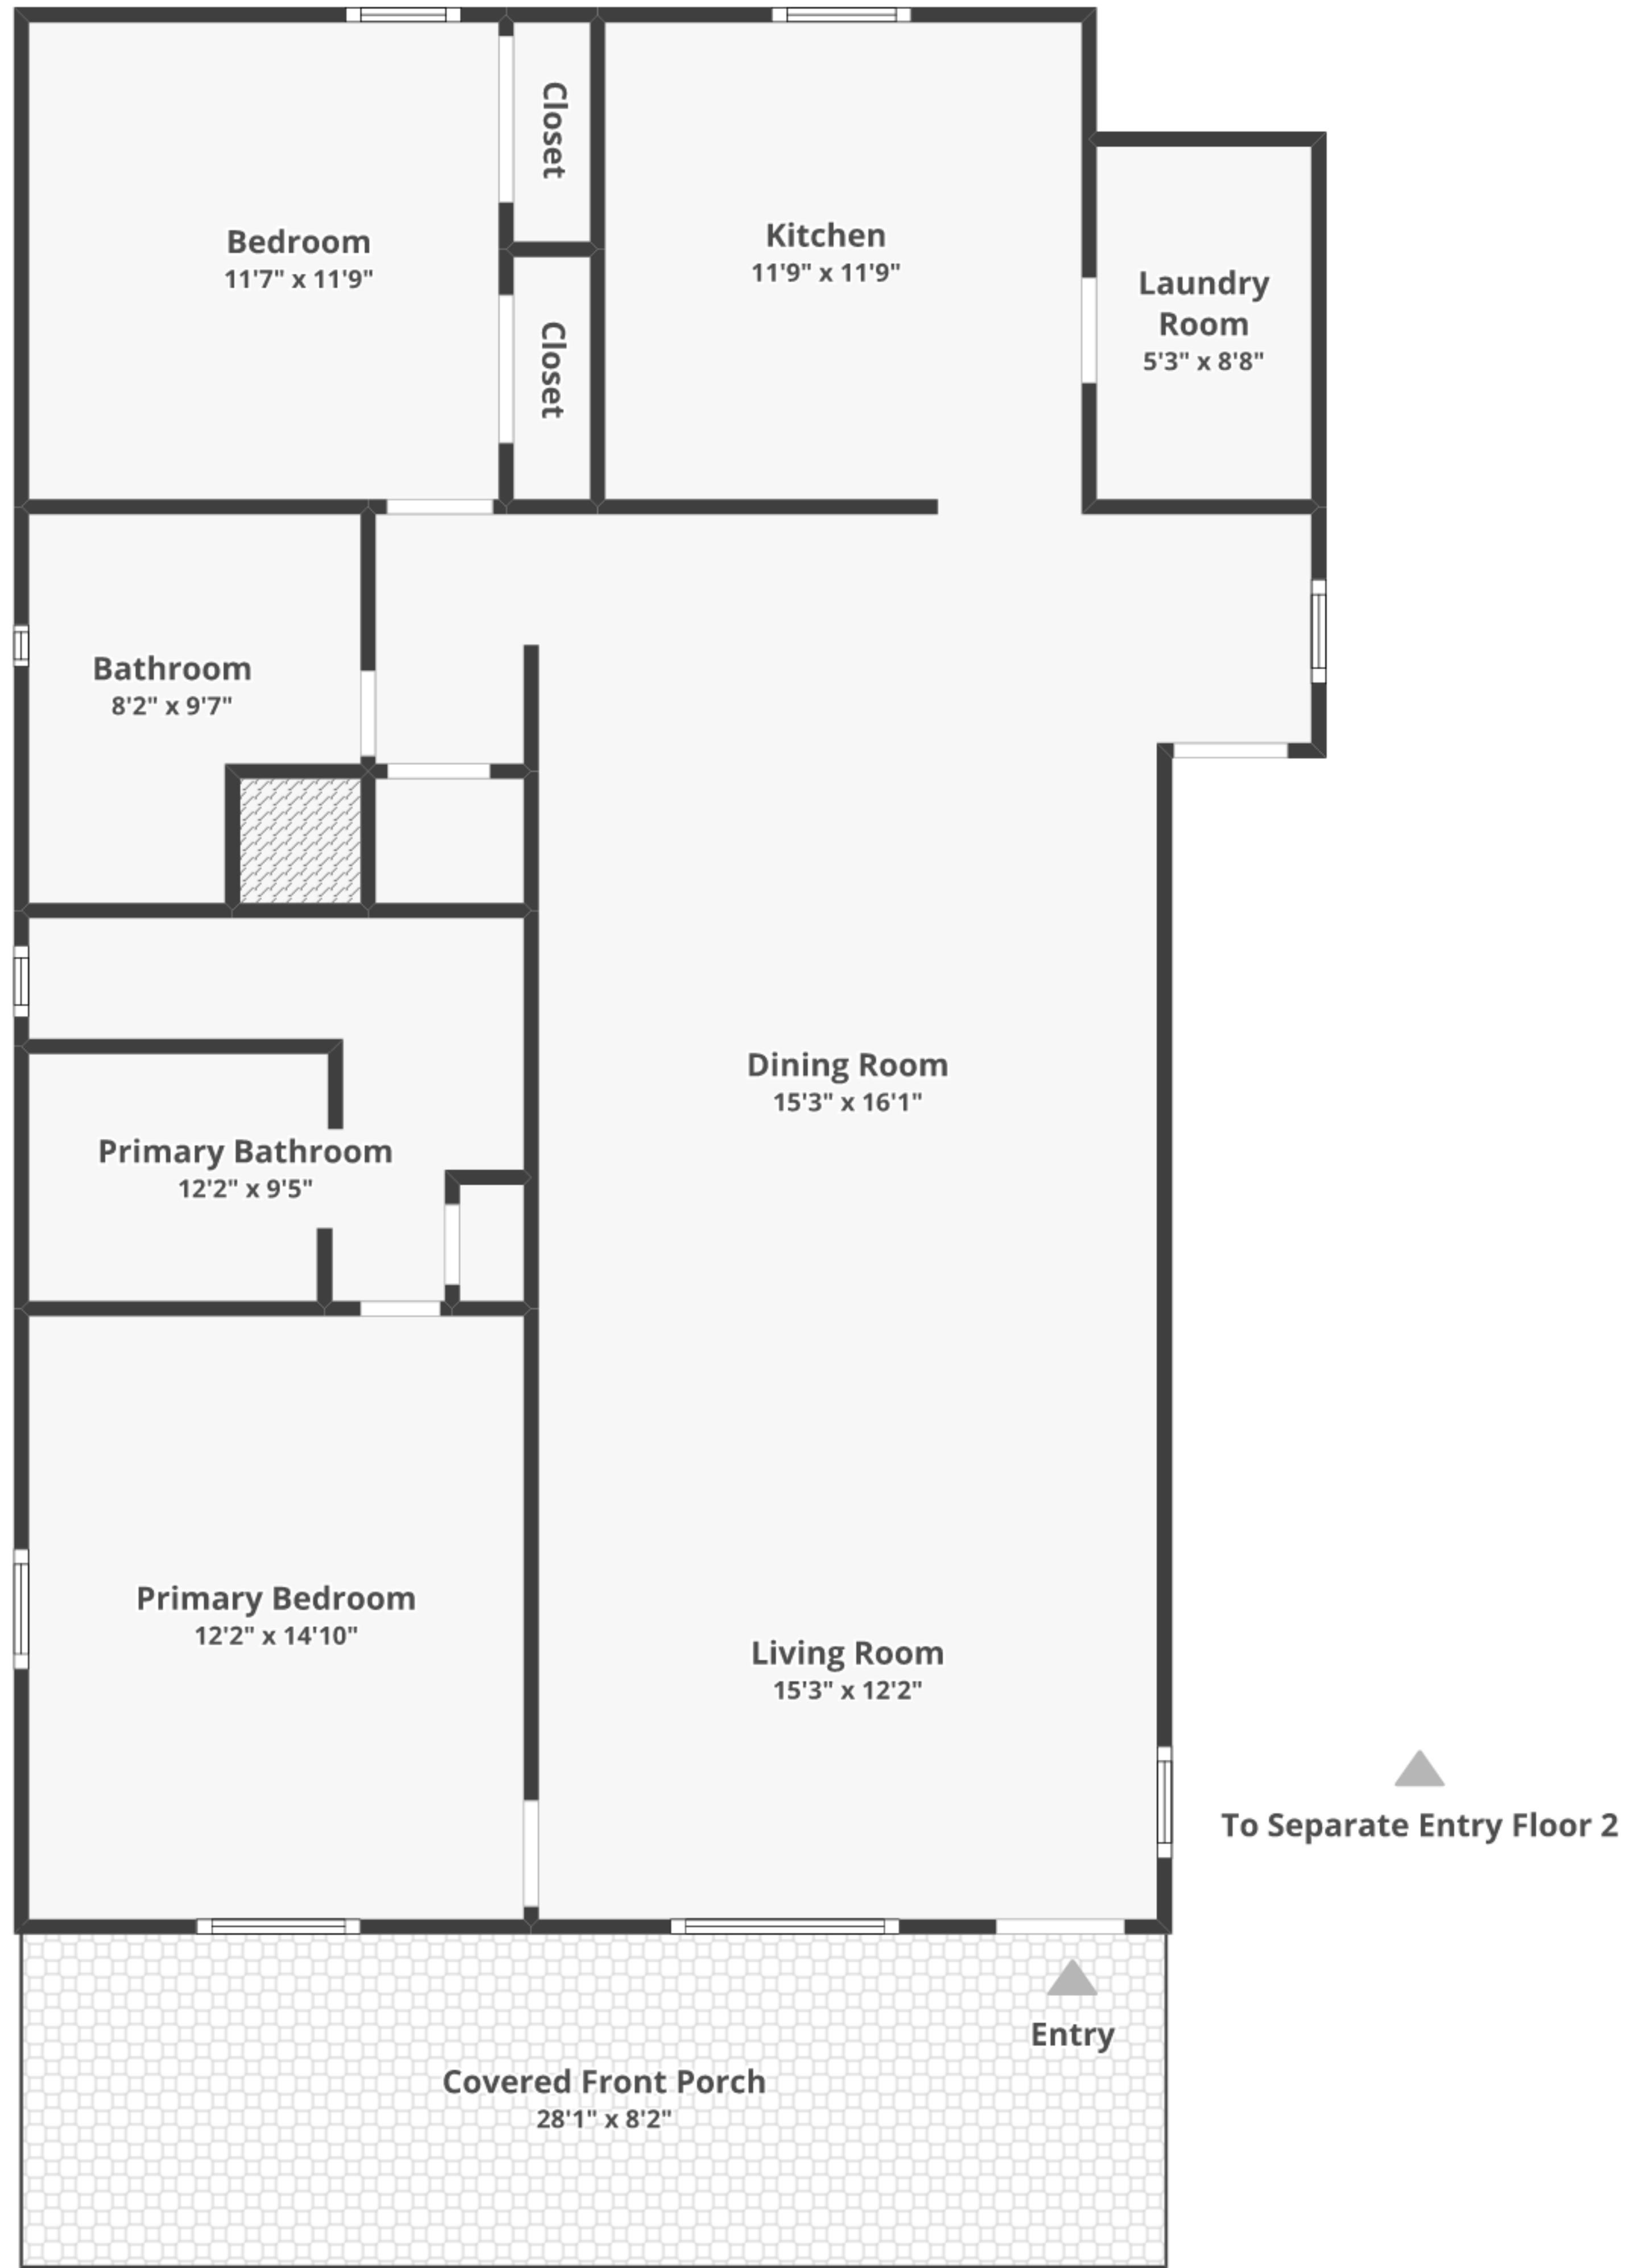 Closet
Bedroom
11'7" x 11'9"
Kitchen
11'9" x 11'9"
Laundry
Room
5'3" x 8'8"
Closet
Bathroom
8'2" x 9'7"
Dining Room
15'3" x 16'1"
Primary Bathroom
12'2" x 9'5"
Primary Bedroom
12'2" x 14'10"
Living Room
15'3" x 12'2"
To Separate Entry Floor 2
Entry
Covered Front Porch
28'1" x 8'2"